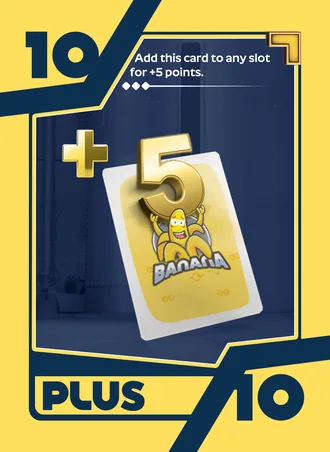 10
Add this card to any slot
for +5 points.
+5
BANANA
PLUS
10